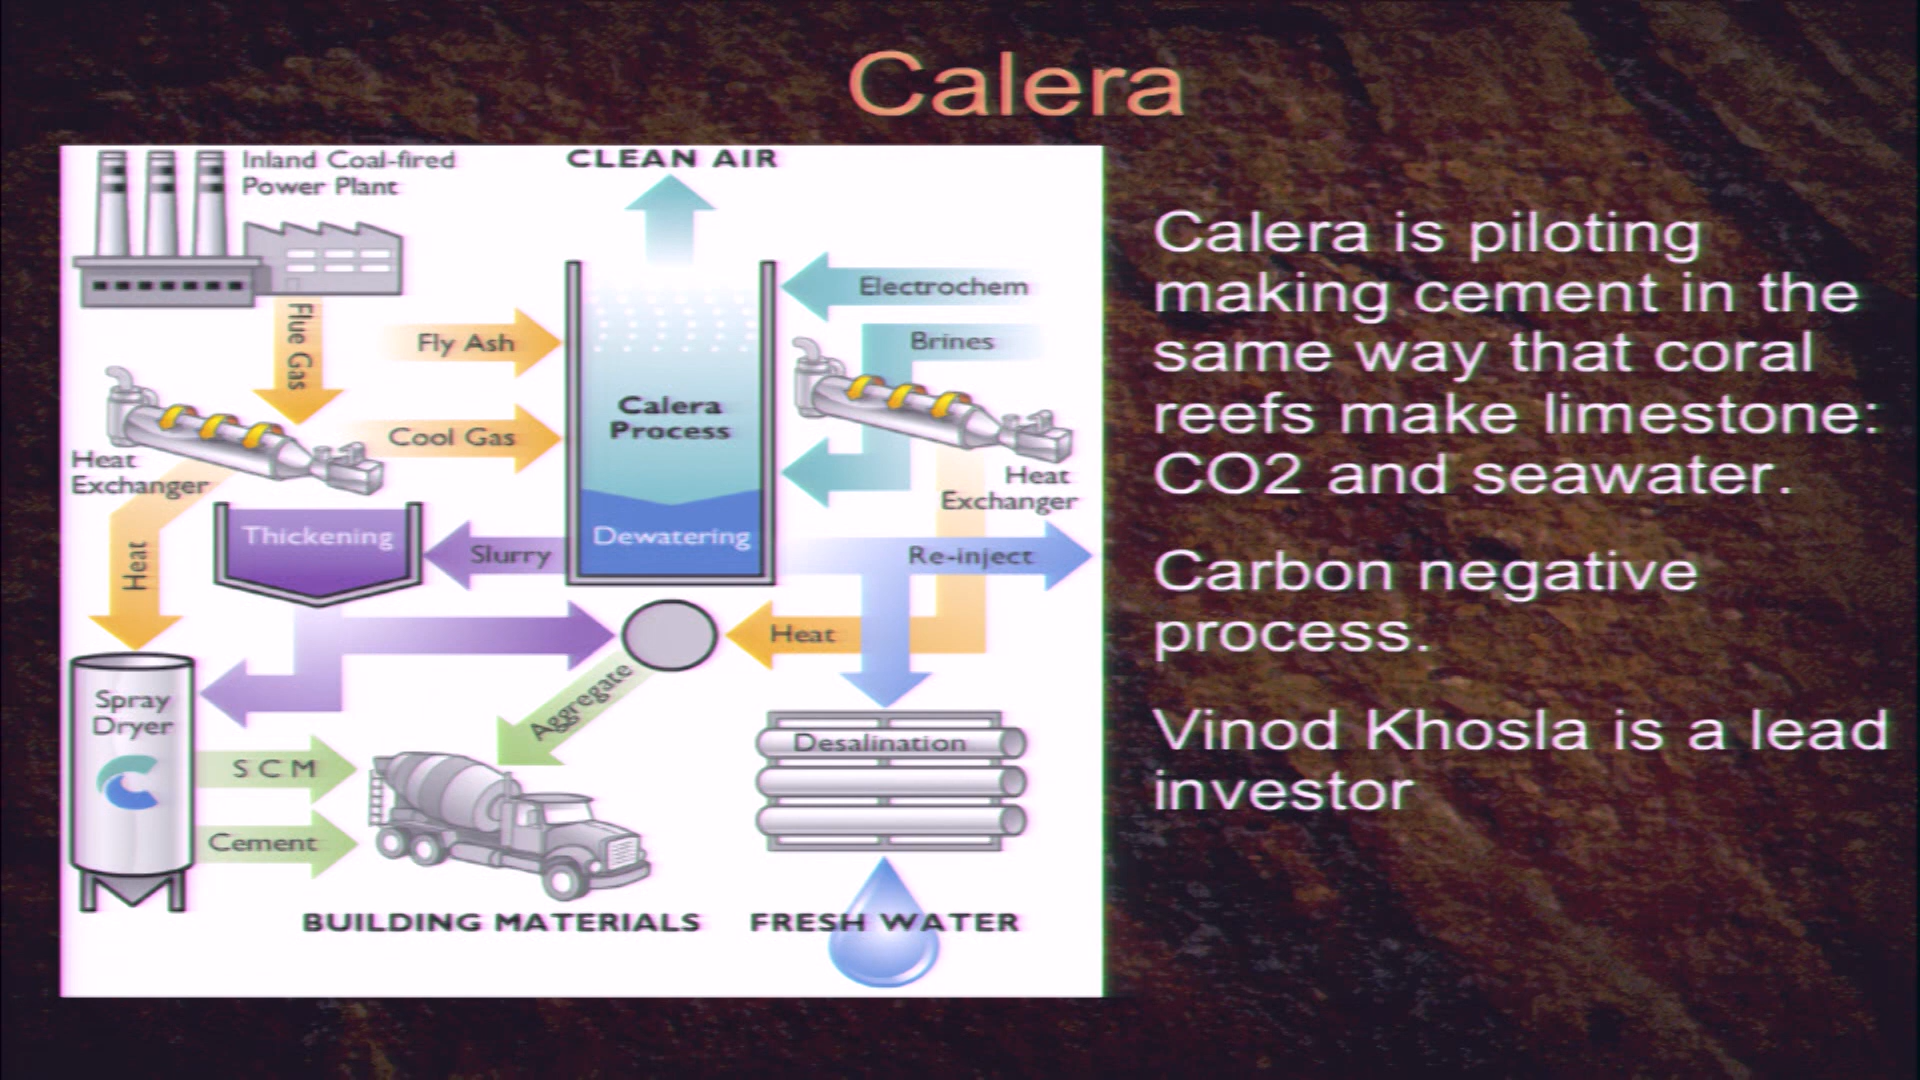 Calera
Inland Coal-fired
Power Plant
CLEAN AIR
Flue Gas
Fly Ash
Electrochem
Brines
Calera
Process
Cool Gas
Heat
Exchanger
Heat
Exchanger
Thickening
Slurry
Dewatering
Re-inject
Heat
Heat
Aggregate
Spray
Dryer
Desalination
S C M
Cement
BUILDING MATERIALS
FRESH WATER
Calera is piloting
making cement in the
same way that coral
reefs make limestone:
CO2 and seawater.
Carbon negative
process.
Vinod Khosla is a lead
investor